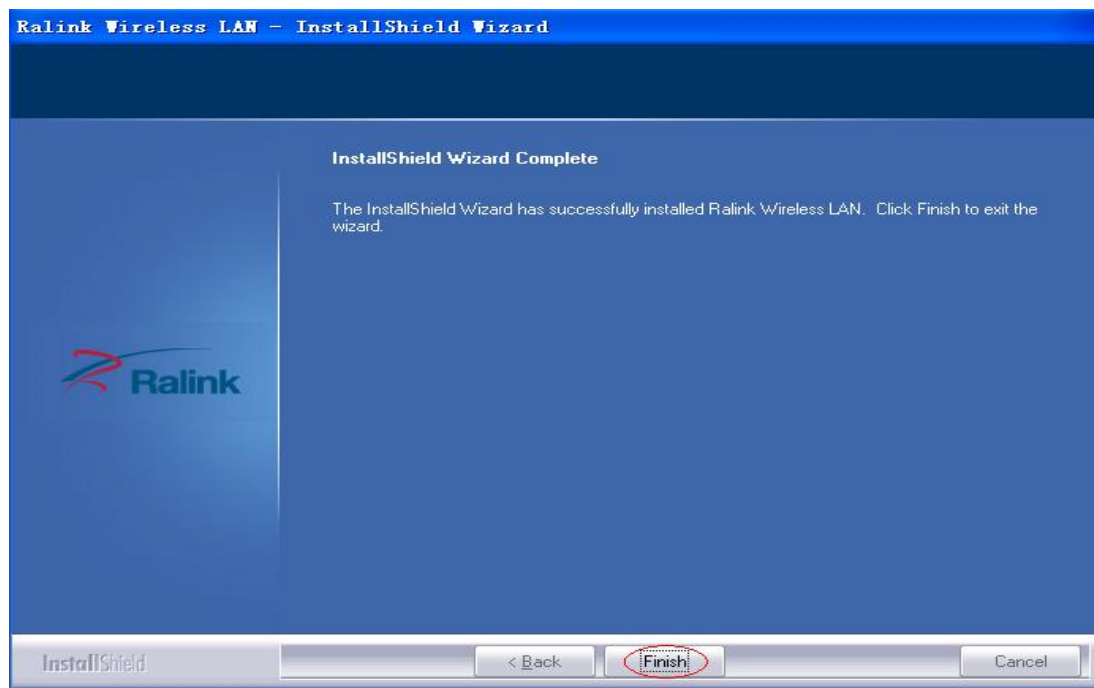 Ralink Wireless LAN - InstallShield Wizard
InstallShield Wizard Complete
The InstallShield Wizard has successfully installed Ralink Wireless LAN. Click Finish to exit the
wizard.
Ralink
InstallShield
< Back
Finish
Cancel